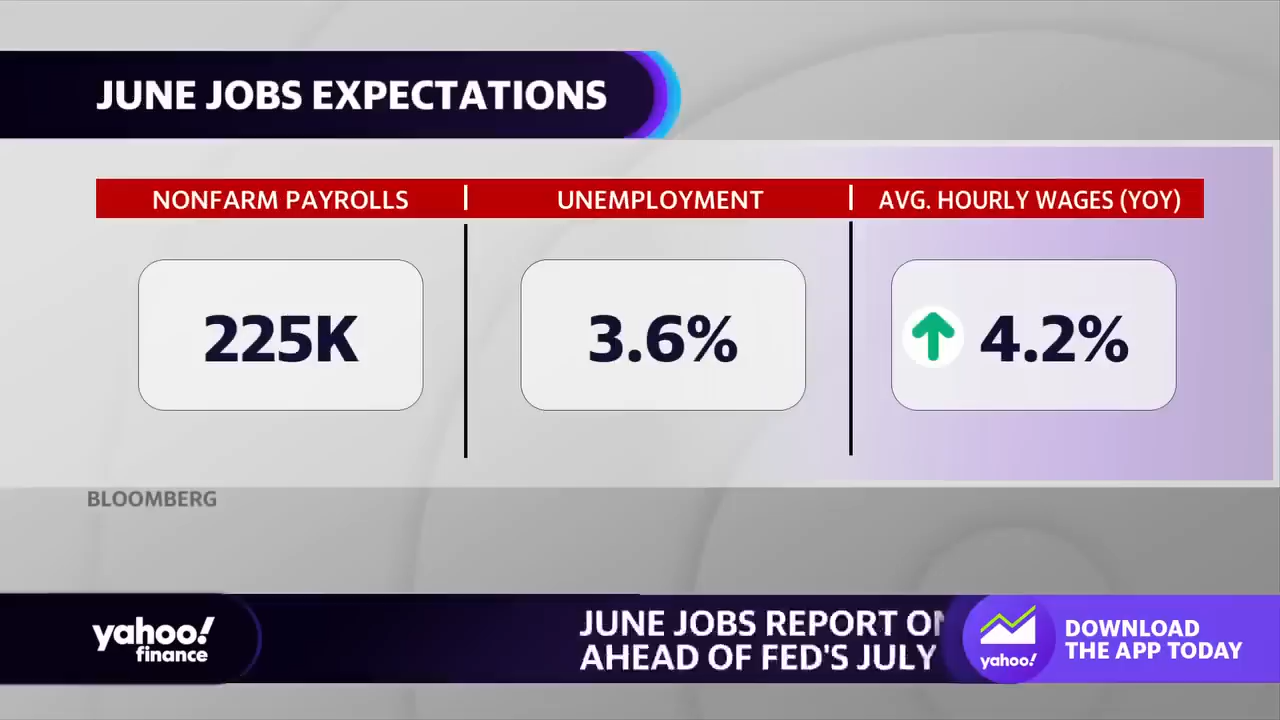 JUNE JOBS EXPECTATIONS
NONFARM PAYROLLS
UNEMPLOYMENT
AVG. HOURLY WAGES (YOY)
225K
3.6%
4.2%
BLOOMBERG
yahoo!
finance
JUNE JOBS REPORT
AHEAD OF FED'S JULY
yahoo!
DOWNLOAD
THE APP TODAY